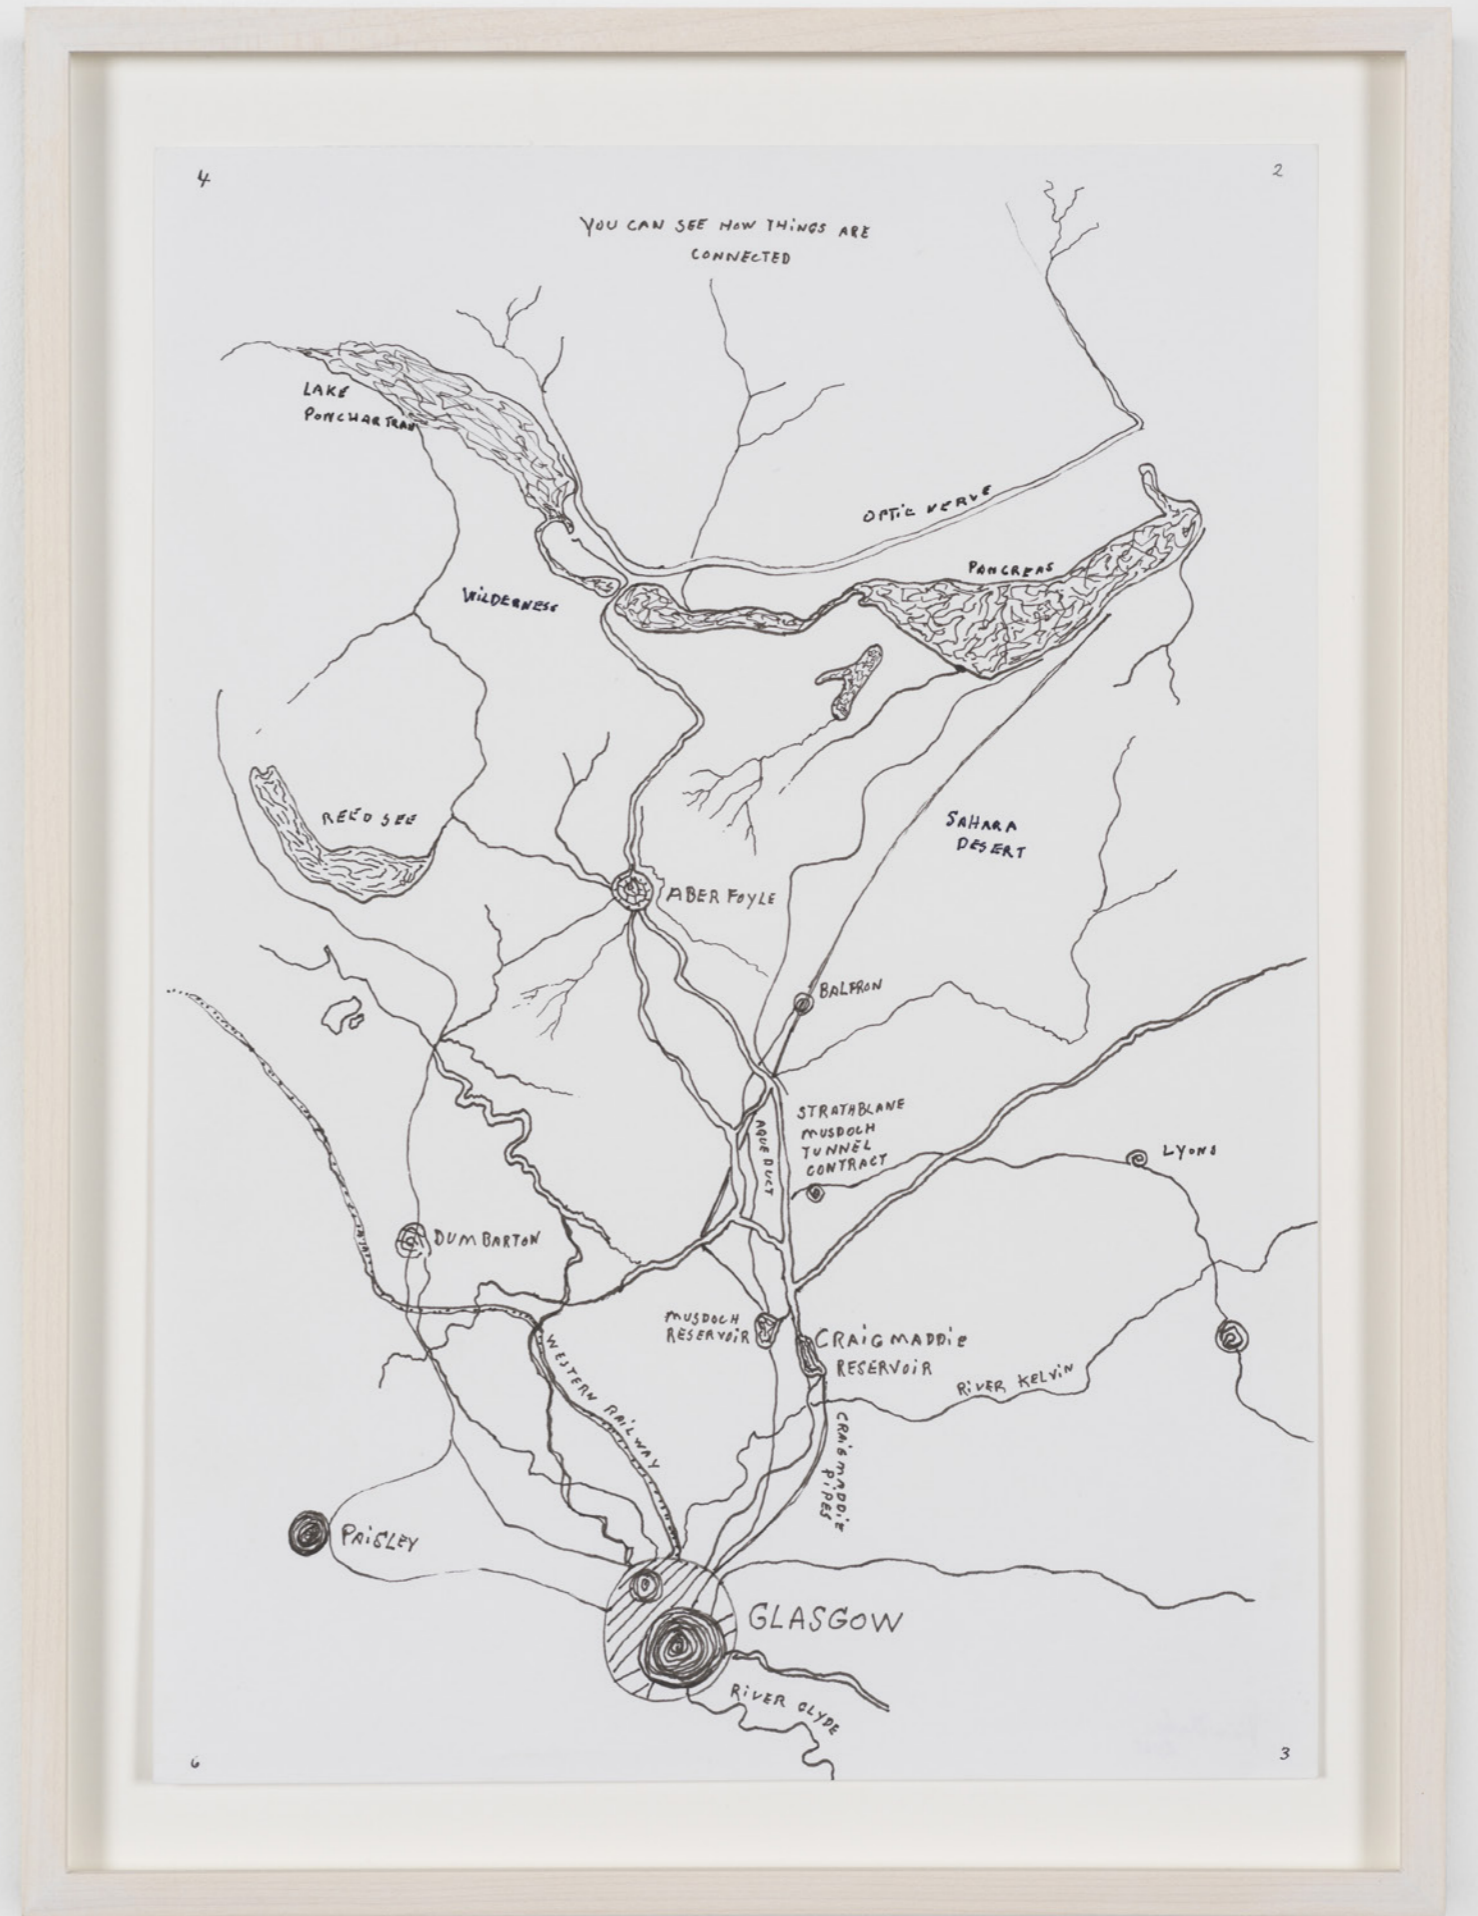 4
2
YOU CAN SEE HOW THINGS ARE
CONNECTED
LAKE
PONCHARTRAIN
OPTIC NERVE
PANCREAS
WILDERNESS
REED SEE
SAHARA
DESERT
ABERFOYLE
BALFRON
STRATHBLANE
MUSDOCH
TUNNEL
CONTRACT
AQUEDUCT
LYONS
DUMBARTON
MUSDOCH
RESERVOIR
CRAIGMADDIE
RESERVOIR
WESTERN RAILWAY
RIVER KELVIN
CRAIGMADDIE
PIPES
PAISLEY
GLASGOW
RIVER CLYDE
6
3